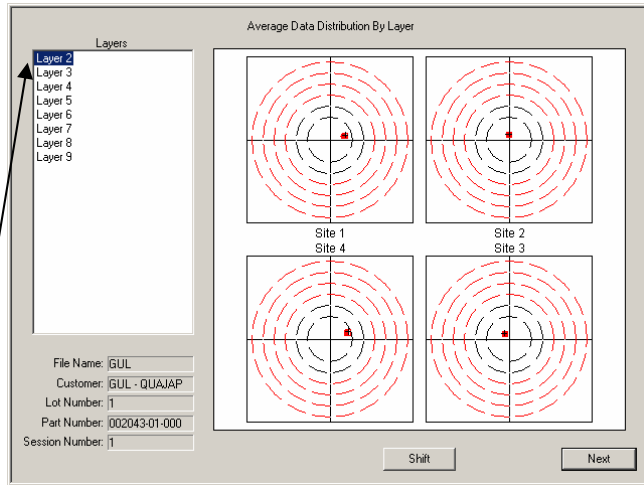 Average Data Distribution By Layer
Layers
Layer 2
Layer 3
Layer 4
Layer 5
Layer 6
Layer 7
Layer 8
Layer 9
Site 1
Site 2
Site 4
Site 3
File Name: GUL
Customer: GUL - QUAJAP
Lot Number: 1
Part Number: 002043-01-000
Session Number: 1
Shift
Next